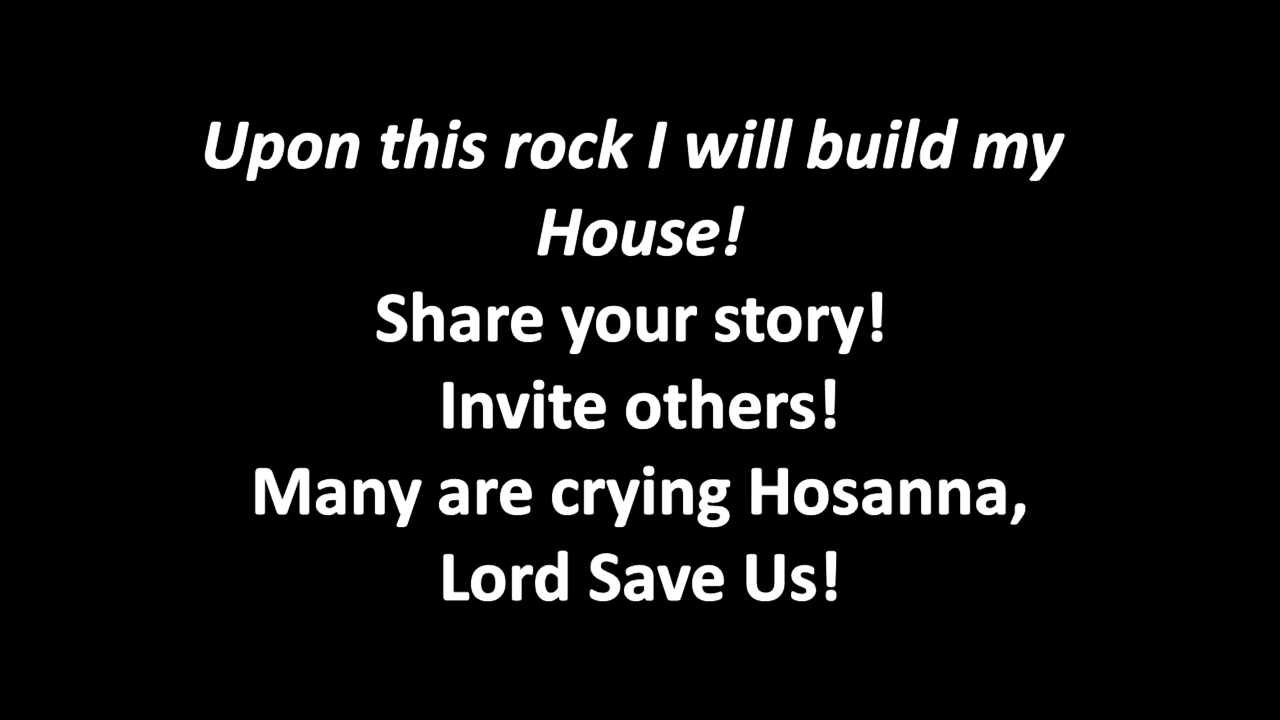 Upon this rock I will build my
House!
Share your story!
Invite others!
Many are crying Hosanna,
Lord Save Us!